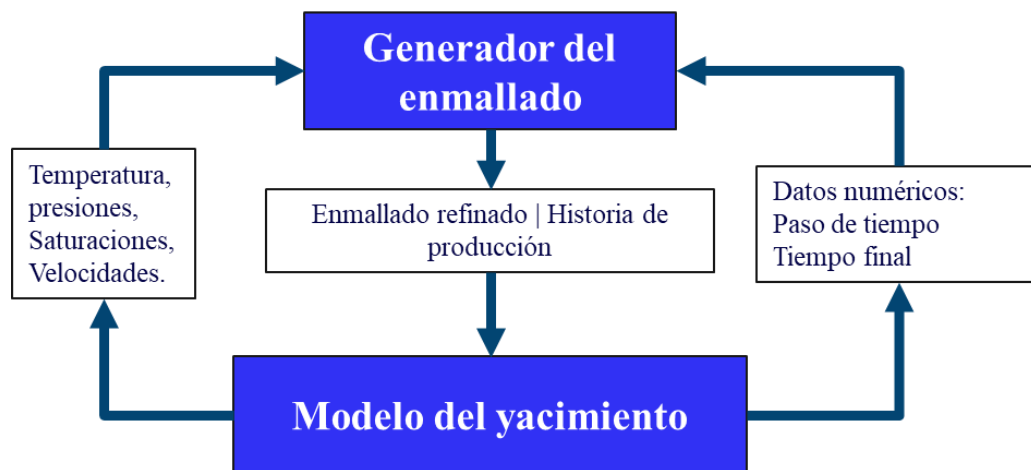 Generador del
enmallado
Temperatura,
presiones,
Saturaciones,
Velocidades.
Enmallado refinado | Historia de
producción
Datos numéricos:
Paso de tiempo
Tiempo final
Modelo del yacimiento